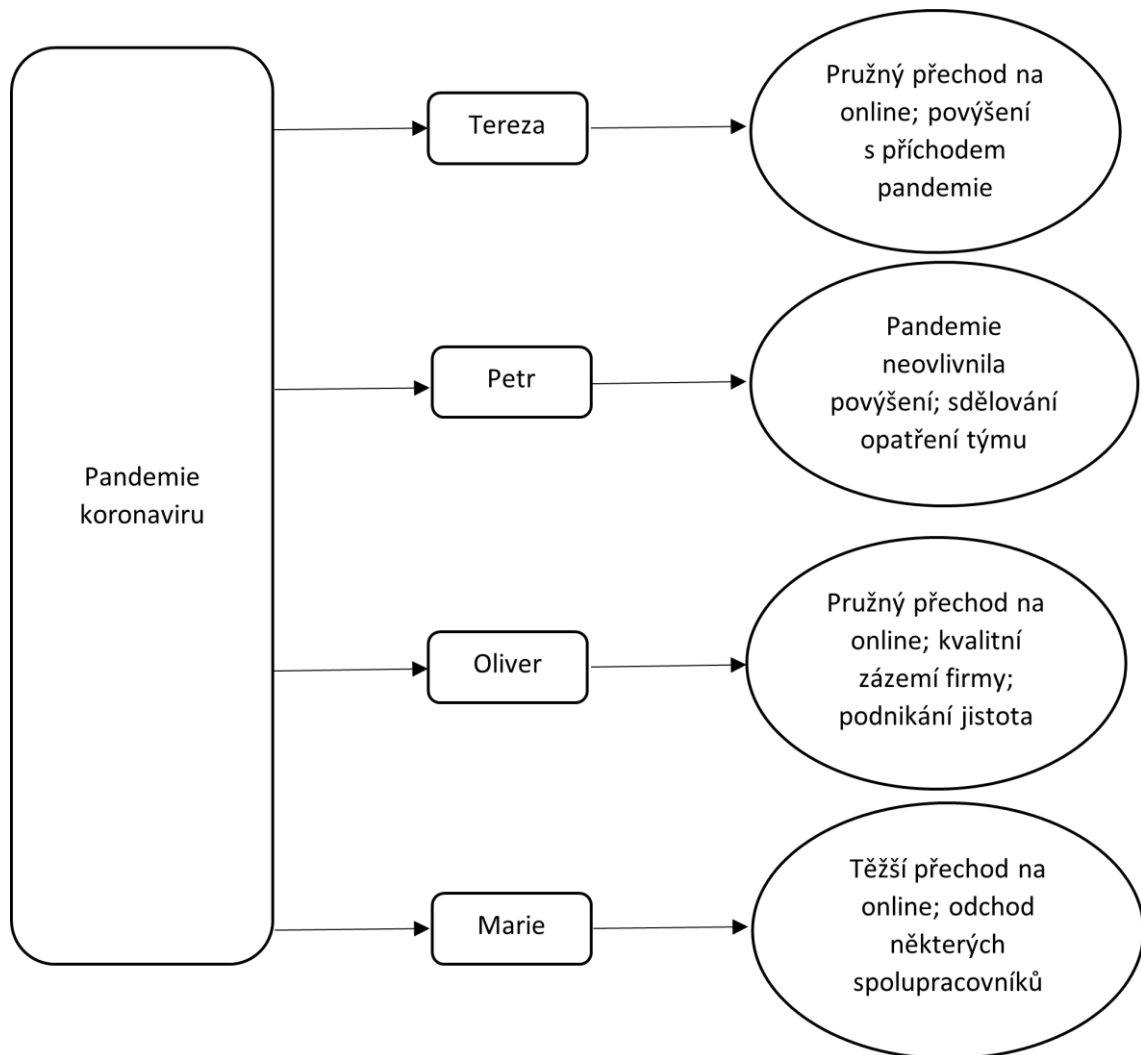 Pandemie
koronaviru
Tereza
Pružný přechod na
online; povýšení
s příchodem
pandemie
Petr
Pandemie
neovlivnila
povýšení; sdělování
opatření týmu
Oliver
Pružný přechod na
online; kvalitní
zázemí firmy;
podnikání jistota
Marie
Těžší přechod na
online; odchod
některých
spolupracovníků